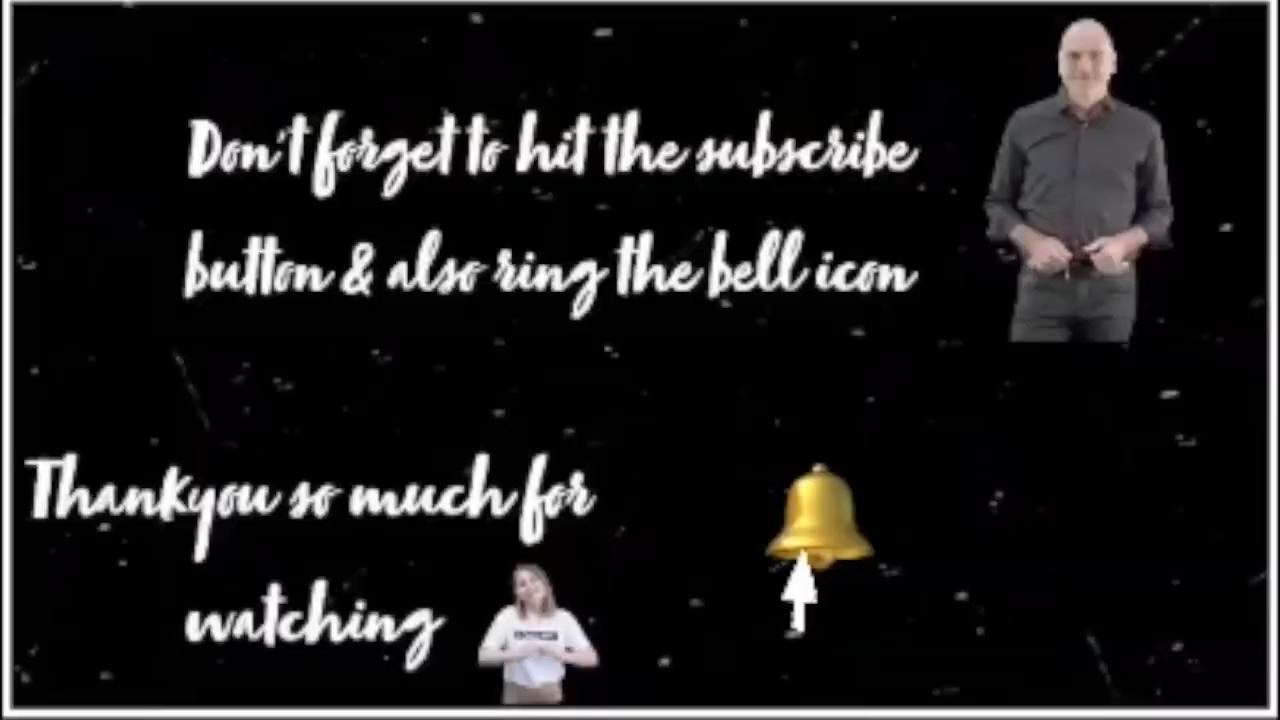 Don't forget to hit the subscribe
button & also ring the bell icon
Thankyou so much for
watching